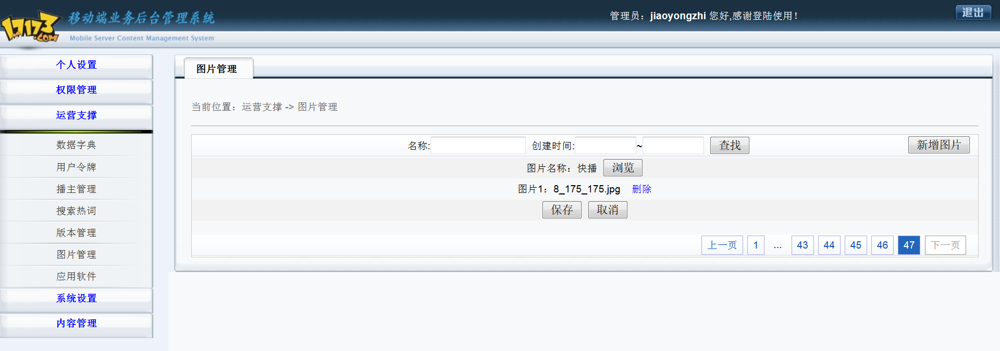 17173.COM
移动端业务后台管理系统
Mobile Server Content Management System
管理员：jiaoyongzhi 您好,感谢登陆使用！
退出
个人设置
权限管理
运营支撑
数据字典
用户令牌
播主管理
搜索热词
版本管理
图片管理
应用软件
系统设置
内容管理
图片管理
当前位置：运营支撑 -> 图片管理
名称: 创建时间: ~ 查找 新增图片
图片名称：快播 浏览
图片1：8_175_175.jpg 删除
保存 取消
上一页 1 ... 43 44 45 46 47 下一页